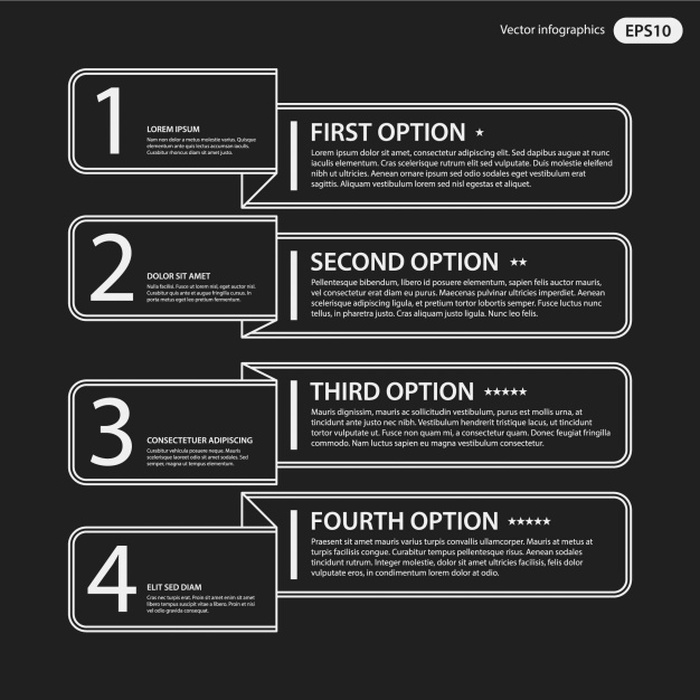 Vector infographics EPS10
1
LOREM IPSUM
Nam non dolor a metus molestie varius. Quisque
elementum ante quis lectus accumsan iaculis.
Curabitur rhoncus diam sit amet justo.
FIRST OPTION ★
Lorem ipsum dolor sit amet, consectetur adipiscing elit. Sed dapibus augue at nunc
iaculis elementum. Cras scelerisque rutrum elit sed vulputate. Duis molestie eleifend
nibh ut ultricies. Aenean ornare ipsum sed odio sagittis, eget vestibulum erat
sagittis. Aliquam vestibulum lorem sed nisl egestas et aliquet.
2
DOLOR SIT AMET
Nulla facilisi. Fusce ut lorem nisl, eget auctor nisl.
Curabitur quis ante et augue fringilla cursus. In
porta metus eget leo pretium fermentum.
SECOND OPTION ★★
Pellentesque bibendum, libero id posuere elementum, sapien felis auctor mauris,
vel consectetur erat diam eu purus. Maecenas pulvinar ultricies imperdiet. Aenean
scelerisque adipiscing ligula, et pretium tortor lobortis semper. Fusce luctus nunc
tellus, in pharetra justo. Cras aliquam justo ligula. Nunc leo felis.
3
CONSECTETUER ADIPISCING
Curabitur vehicula posuere neque. Mauris
scelerisque laoreet odio sit amet sodales. Sed
semper, magna ut tempus elementum.
THIRD OPTION ★★★★★
Mauris dignissim, mauris ac sollicitudin vestibulum, purus est mollis urna, at
tincidunt ante justo nec nibh. Vestibulum hendrerit tristique lacus, ut tincidunt
tortor vulputate ut. Fusce non quam mi, a consectetur quam. Donec feugiat fringilla
commodo. Nam luctus sapien eu magna vestibulum consectetur.
4
ELIT SED DIAM
Cras nec turpis erat. Proin et ante sit amet
libero tempus suscipit vitae a libero. Proin et nisi
vel odio gravida consequat.
FOURTH OPTION ★★★★★
Praesent sit amet mauris varius turpis convallis ullamcorper. Mauris at metus at
turpis facilisis congue. Curabitur tempus pellentesque risus. Aenean sodales
tincidunt rutrum. Integer molestie, dolor sit amet ultricies facilisis, felis dolor
vulputate eros, in condimentum lorem dolor at odio.